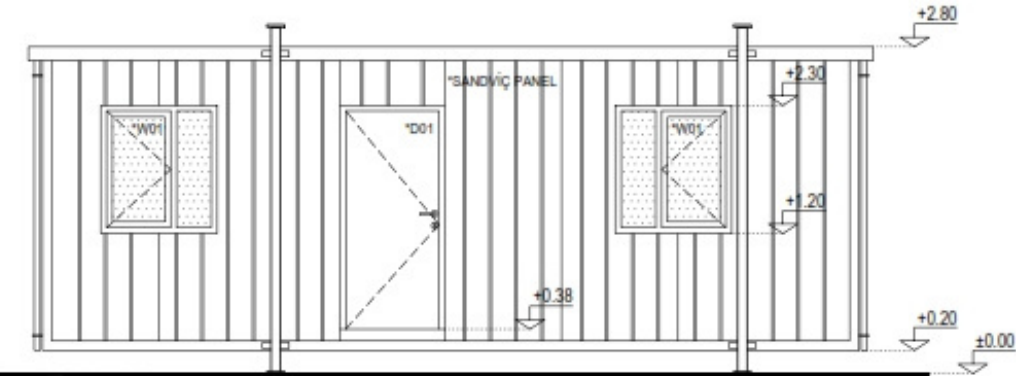 +2.80
*SANDVİÇ PANEL
+2.30
*W01
*D01
*W01
+1.20
+0.38
+0.20
±0.00